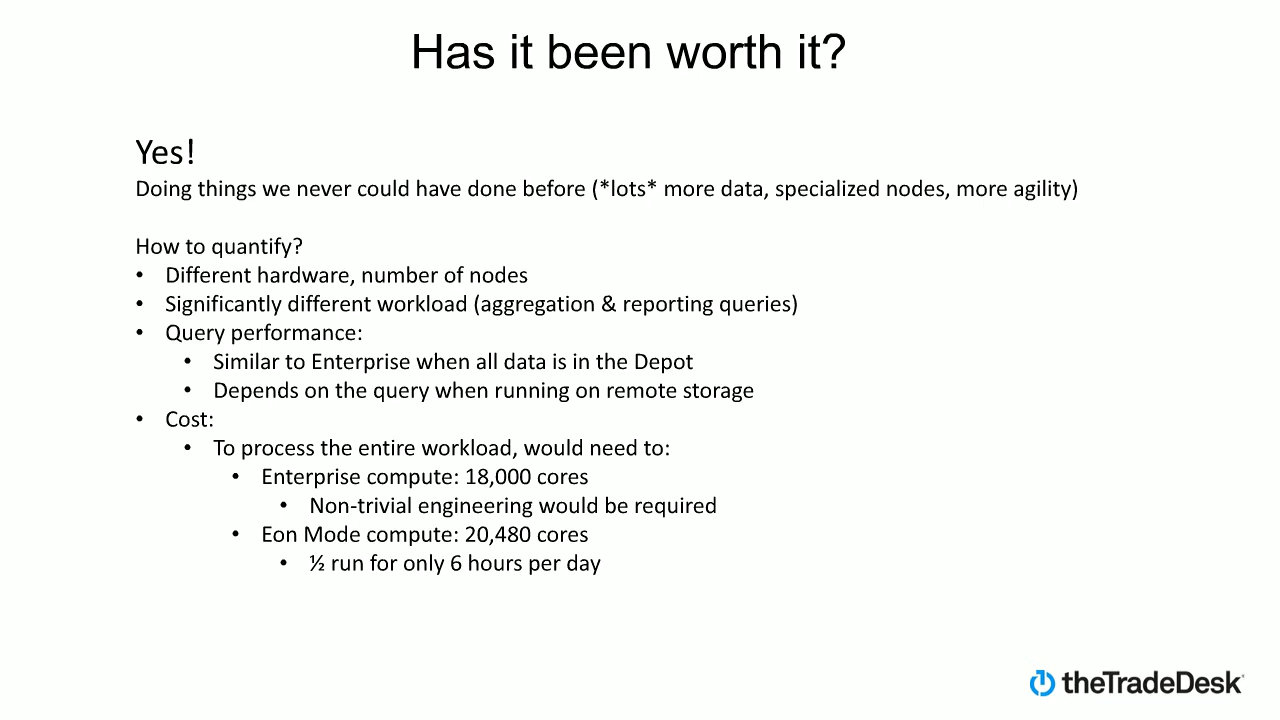 Has it been worth it?
Yes!
Doing things we never could have done before (*lots* more data, specialized nodes, more agility)
How to quantify?
• Different hardware, number of nodes
• Significantly different workload (aggregation & reporting queries)
• Query performance:
• Similar to Enterprise when all data is in the Depot
• Depends on the query when running on remote storage
• Cost:
• To process the entire workload, would need to:
• Enterprise compute: 18,000 cores
• Non-trivial engineering would be required
• Eon Mode compute: 20,480 cores
• ½ run for only 6 hours per day
theTradeDesk